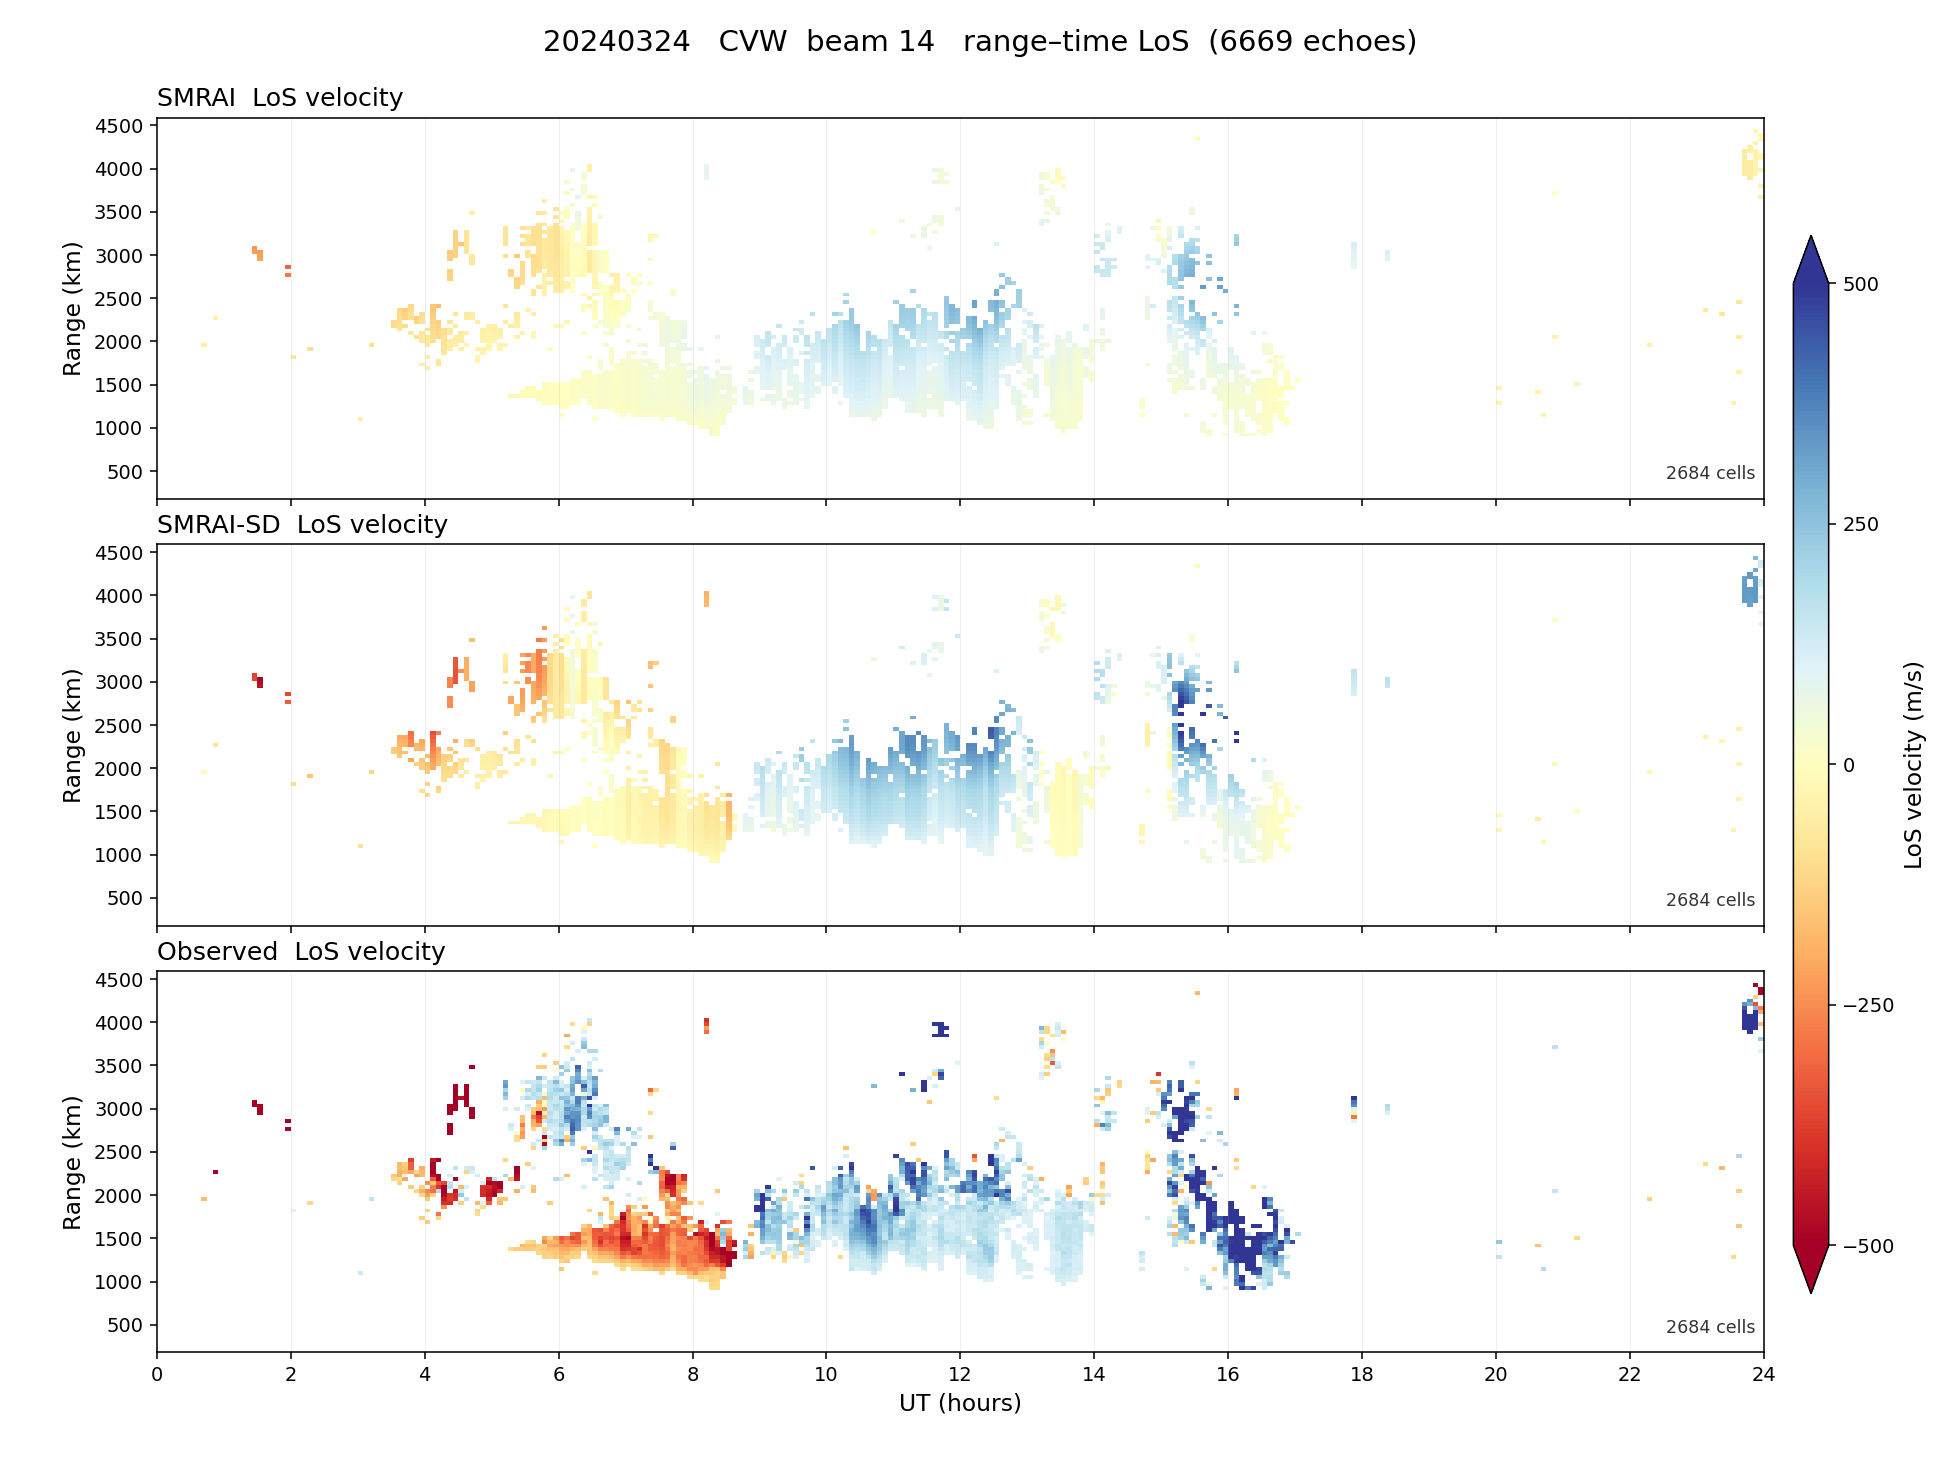 20240324   CVW  beam 14   range–time LoS  (6669 echoes)
SMRAI  LoS velocity
4500
4000
3500
3000
2500
2000
1500
1000
500
Range (km)
2684 cells
SMRAI-SD  LoS velocity
4500
4000
3500
3000
2500
2000
1500
1000
500
Range (km)
2684 cells
Observed  LoS velocity
4500
4000
3500
3000
2500
2000
1500
1000
500
Range (km)
2684 cells
0 2 4 6 8 10 12 14 16 18 20 22 24
UT (hours)
500
250
0
−250
−500
LoS velocity (m/s)